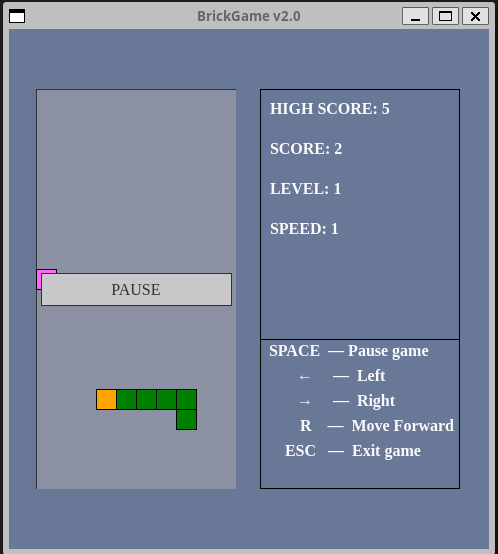 BrickGame v2.0
HIGH SCORE: 5
SCORE: 2
LEVEL: 1
SPEED: 1
PAUSE
SPACE — Pause game
← — Left
→ — Right
R — Move Forward
ESC — Exit game